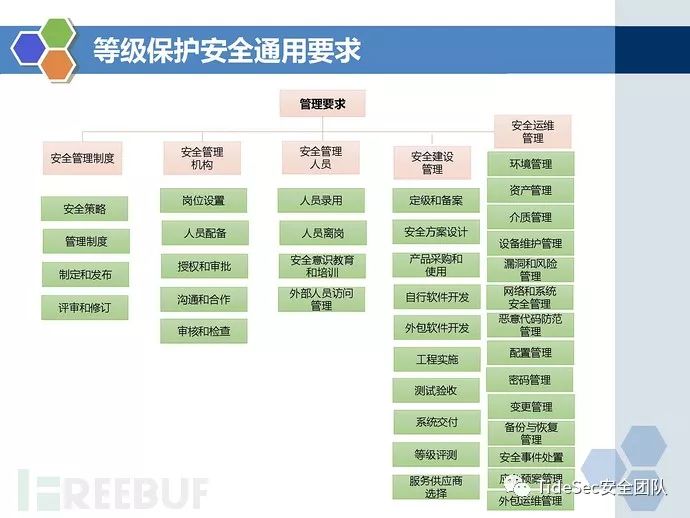 等级保护安全通用要求
管理要求
安全管理制度
安全策略
管理制度
制定和发布
评审和修订
安全管理
机构
岗位设置
人员配备
授权和审批
沟通和合作
审核和检查
安全管理
人员
人员录用
人员离岗
安全意识教育
和培训
外部人员访问
管理
安全建设
管理
定级和备案
安全方案设计
产品采购和
使用
自行软件开发
外包软件开发
工程实施
测试验收
系统交付
等级评测
服务供应商
选择
安全运维
管理
环境管理
资产管理
介质管理
设备维护管理
漏洞和风险
管理
网络和系统
安全管理
恶意代码防范
管理
配置管理
密码管理
变更管理
备份与恢复
管理
安全事件处置
应急预案管理
外包运维管理
TideSec安全团队
FREEBUF